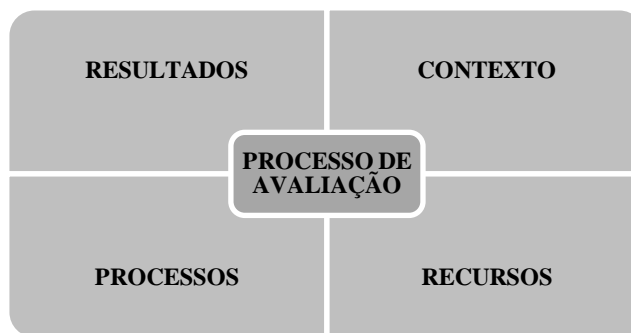 RESULTADOS
CONTEXTO
PROCESSO DE
AVALIAÇÃO
PROCESSOS
RECURSOS